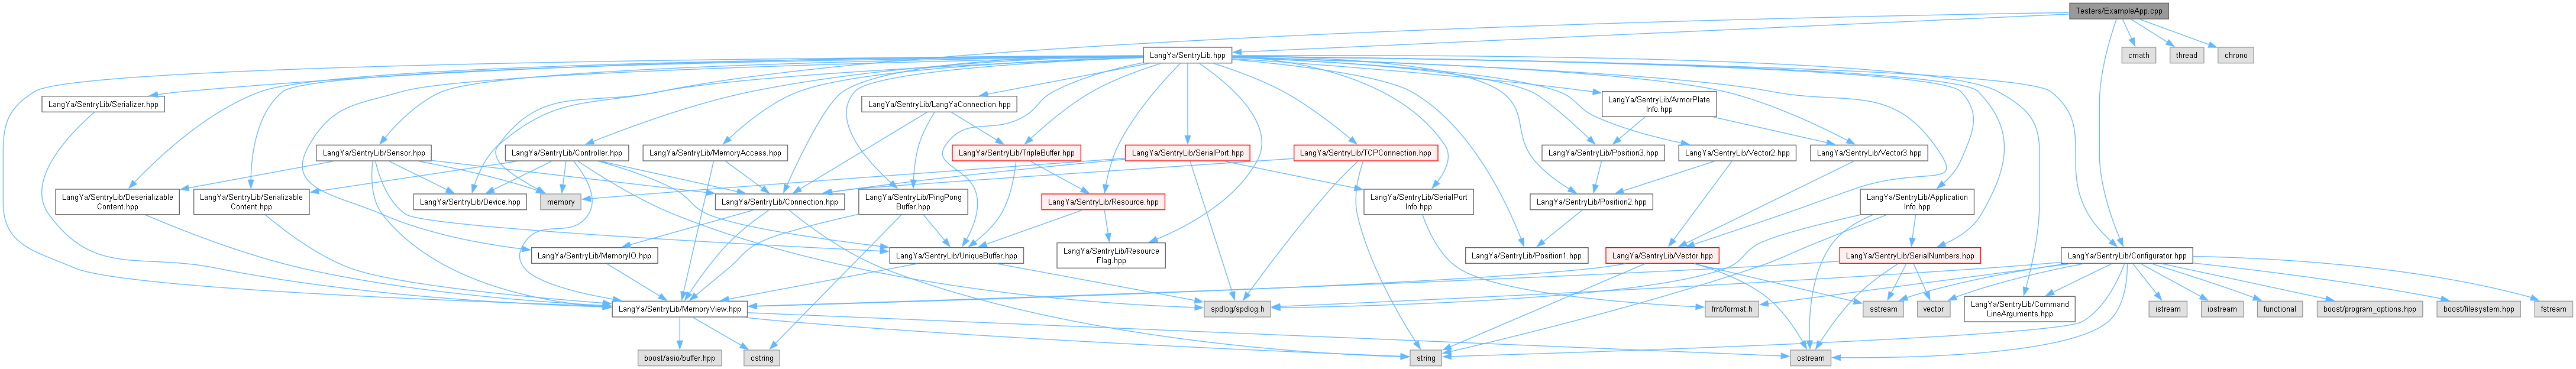 Testers/ExampleApp.cpp
LangYa/SentryLib.hpp
cmath
thread
chrono
LangYa/SentryLib/Serializer.hpp
LangYa/SentryLib/LangYaConnection.hpp
LangYa/SentryLib/ArmorPlate
Info.hpp
LangYa/SentryLib/Sensor.hpp
LangYa/SentryLib/Controller.hpp
LangYa/SentryLib/MemoryAccess.hpp
LangYa/SentryLib/TripleBuffer.hpp
LangYa/SentryLib/SerialPort.hpp
LangYa/SentryLib/TCPConnection.hpp
LangYa/SentryLib/Position3.hpp
LangYa/SentryLib/Vector2.hpp
LangYa/SentryLib/Vector3.hpp
LangYa/SentryLib/Deserializable
Content.hpp
LangYa/SentryLib/Serializable
Content.hpp
LangYa/SentryLib/Device.hpp
memory
LangYa/SentryLib/Connection.hpp
LangYa/SentryLib/PingPong
Buffer.hpp
LangYa/SentryLib/Resource.hpp
LangYa/SentryLib/SerialPort
Info.hpp
LangYa/SentryLib/Position2.hpp
LangYa/SentryLib/Application
Info.hpp
LangYa/SentryLib/MemoryIO.hpp
LangYa/SentryLib/UniqueBuffer.hpp
LangYa/SentryLib/Resource
Flag.hpp
LangYa/SentryLib/Position1.hpp
LangYa/SentryLib/Vector.hpp
LangYa/SentryLib/SerialNumbers.hpp
LangYa/SentryLib/Configurator.hpp
LangYa/SentryLib/MemoryView.hpp
spdlog/spdlog.h
fmt/format.h
sstream
vector
LangYa/SentryLib/Command
LineArguments.hpp
istream
iostream
functional
boost/program_options.hpp
boost/filesystem.hpp
fstream
boost/asio/buffer.hpp
cstring
string
ostream